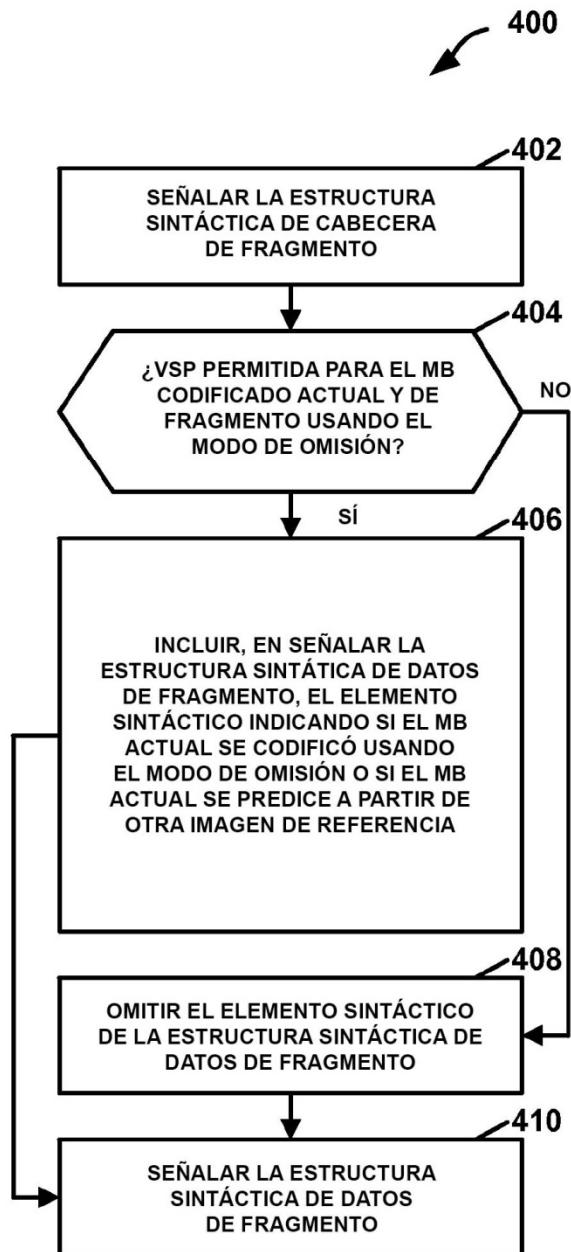 400
402
SEÑALAR LA ESTRUCTURA
SINTÁCTICA DE CABECERA
DE FRAGMENTO
404
¿VSP PERMITIDA PARA EL MB
CODIFICADO ACTUAL Y DE
FRAGMENTO USANDO EL
MODO DE OMISIÓN?
NO
SÍ
406
INCLUIR, EN SEÑALAR LA
ESTRUCTURA SINTÁTICA DE DATOS
DE FRAGMENTO, EL ELEMENTO
SINTÁCTICO INDICANDO SI EL MB
ACTUAL SE CODIFICÓ USANDO
EL MODO DE OMISIÓN O SI EL MB
ACTUAL SE PREDICE A PARTIR DE
OTRA IMAGEN DE REFERENCIA
408
OMITIR EL ELEMENTO SINTÁCTICO
DE LA ESTRUCTURA SINTÁCTICA DE
DATOS DE FRAGMENTO
410
SEÑALAR LA ESTRUCTURA
SINTÁCTICA DE DATOS
DE FRAGMENTO